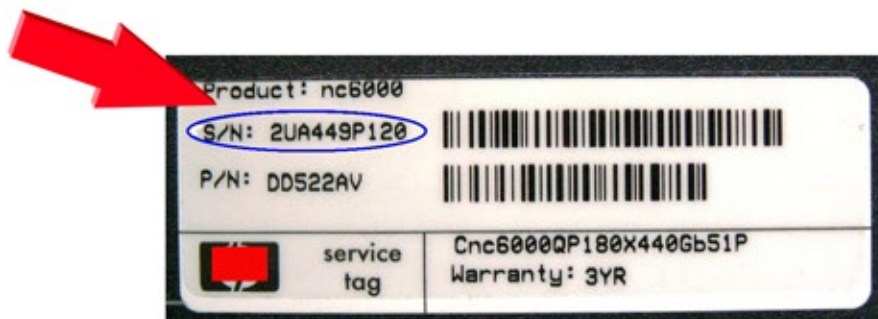 Product: nc6000
S/N: 2UA449P120
P/N: DD522AV
service
tag
Cnc6000QP180X440Gb51P
Warranty: 3YR